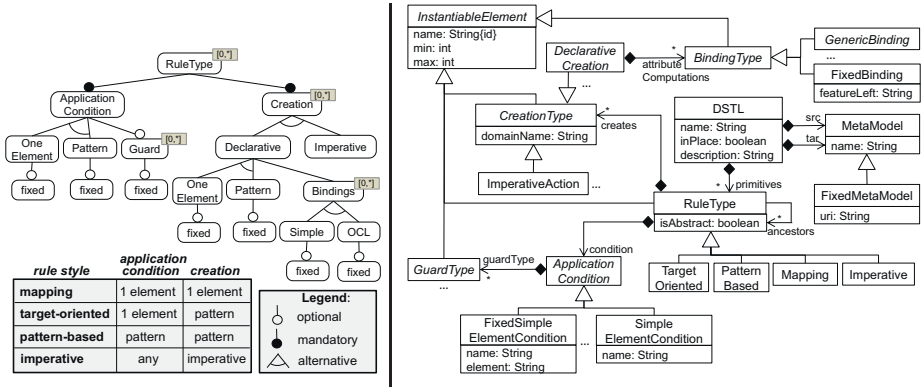 RuleType
[0,*]
Application
Condition
Creation
[0,*]
One
Element
Pattern
Guard
[0,*]
Declarative
Imperative
fixed
fixed
fixed
One
Element
Pattern
Bindings
[0,*]
fixed
fixed
Simple
OCL
fixed
fixed
rule style
application
condition
creation
mapping
1 element
1 element
target-oriented
1 element
pattern
pattern-based
pattern
pattern
imperative
any
imperative
Legend:
optional
mandatory
alternative
InstantiableElement
name: String{id}
min: int
max: int
Declarative
Creation
...
*
attribute
Computations
BindingType
GenericBinding
...
FixedBinding
featureLeft: String
CreationType
domainName: String
*
creates
ImperativeAction
...
DSTL
name: String
inPlace: boolean
description: String
src
tar
MetaModel
name: String
FixedMetaModel
uri: String
*
primitives
RuleType
isAbstract: boolean
*
ancestors
condition
GuardType
...
guardType
*
Application
Condition
Target
Oriented
Pattern
Based
Mapping
Imperative
FixedSimple
ElementCondition
name: String
element: String
...
Simple
ElementCondition
name: String